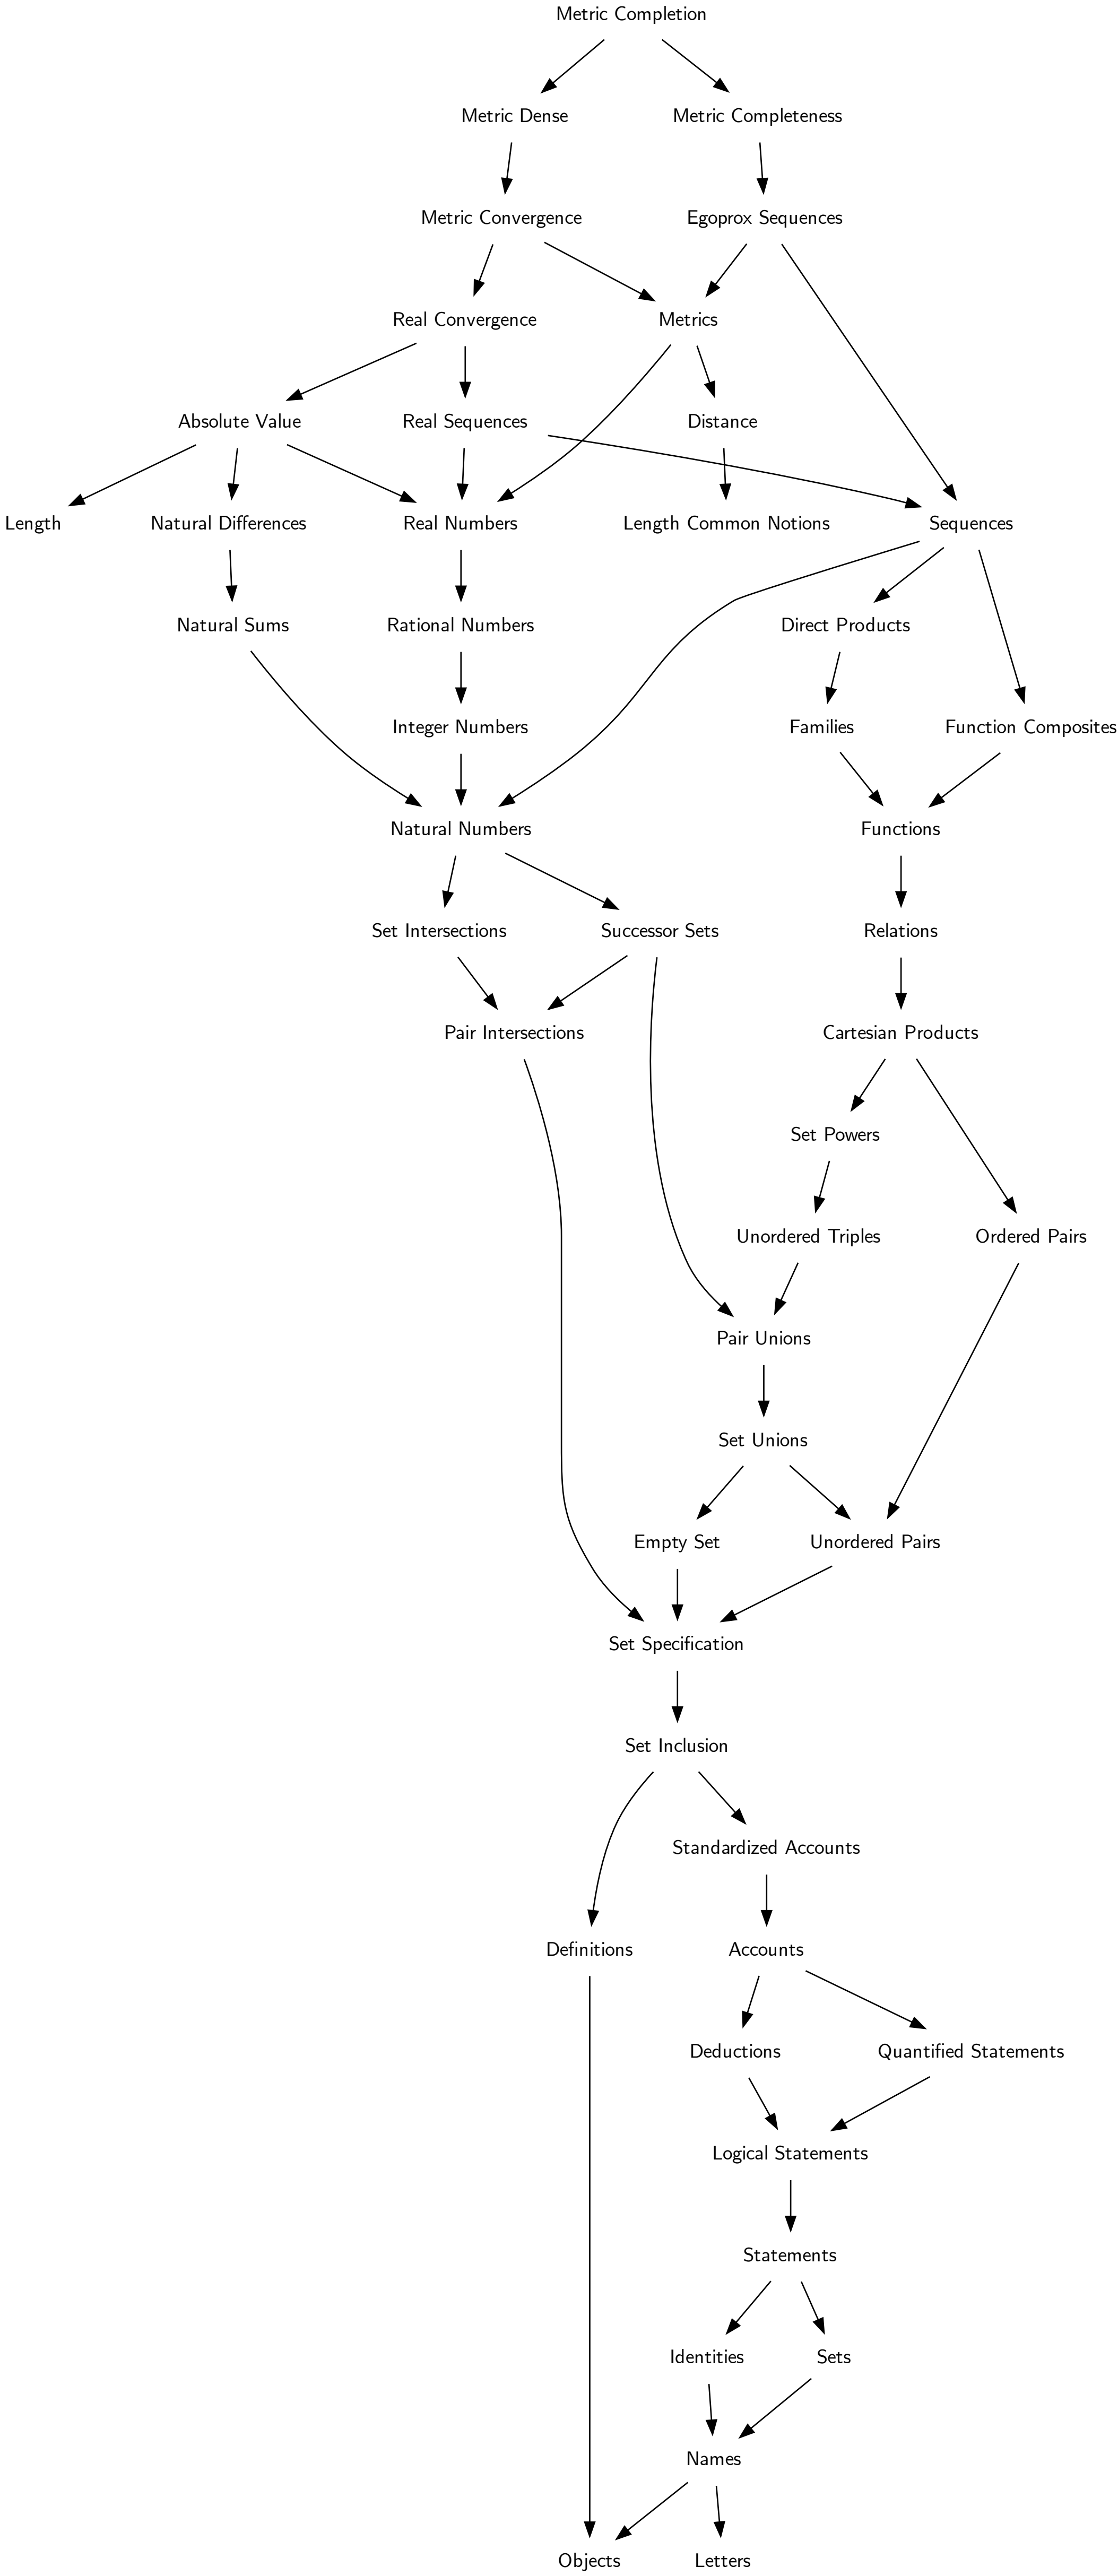 Metric Completion
Metric Dense
Metric Completeness
Metric Convergence
Egoprox Sequences
Real Convergence
Metrics
Absolute Value
Real Sequences
Distance
Length
Natural Differences
Real Numbers
Length Common Notions
Sequences
Natural Sums
Rational Numbers
Direct Products
Integer Numbers
Families
Function Composites
Natural Numbers
Functions
Set Intersections
Successor Sets
Relations
Pair Intersections
Cartesian Products
Set Powers
Unordered Triples
Ordered Pairs
Pair Unions
Set Unions
Empty Set
Unordered Pairs
Set Specification
Set Inclusion
Standardized Accounts
Definitions
Accounts
Deductions
Quantified Statements
Logical Statements
Statements
Identities
Sets
Names
Objects
Letters